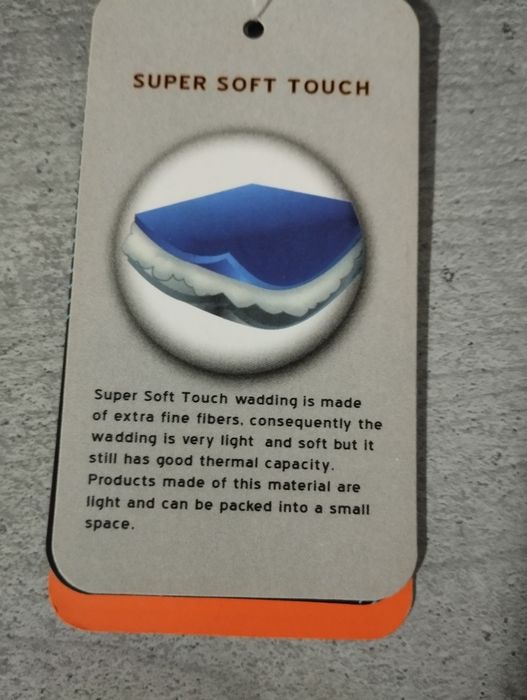 SUPER SOFT TOUCH
Super Soft Touch wadding is made
of extra fine fibers, consequently the
wadding is very light and soft but it
still has good thermal capacity.
Products made of this material are
light and can be packed into a small
space.